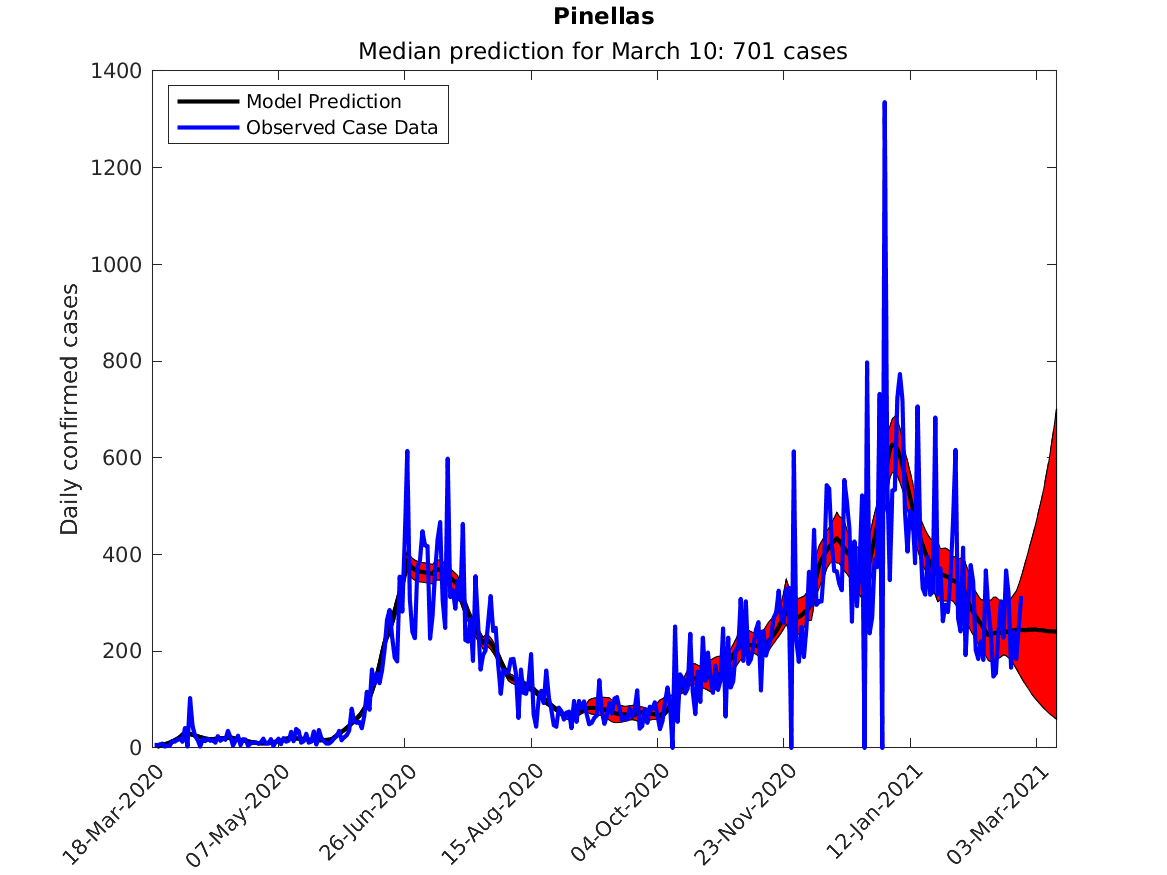 Pinellas
Median prediction for March 10: 701 cases
Model Prediction
Observed Case Data
Daily confirmed cases
1400
1200
1000
800
600
400
200
0
18-Mar-2020
07-May-2020
26-Jun-2020
15-Aug-2020
04-Oct-2020
23-Nov-2020
12-Jan-2021
03-Mar-2021